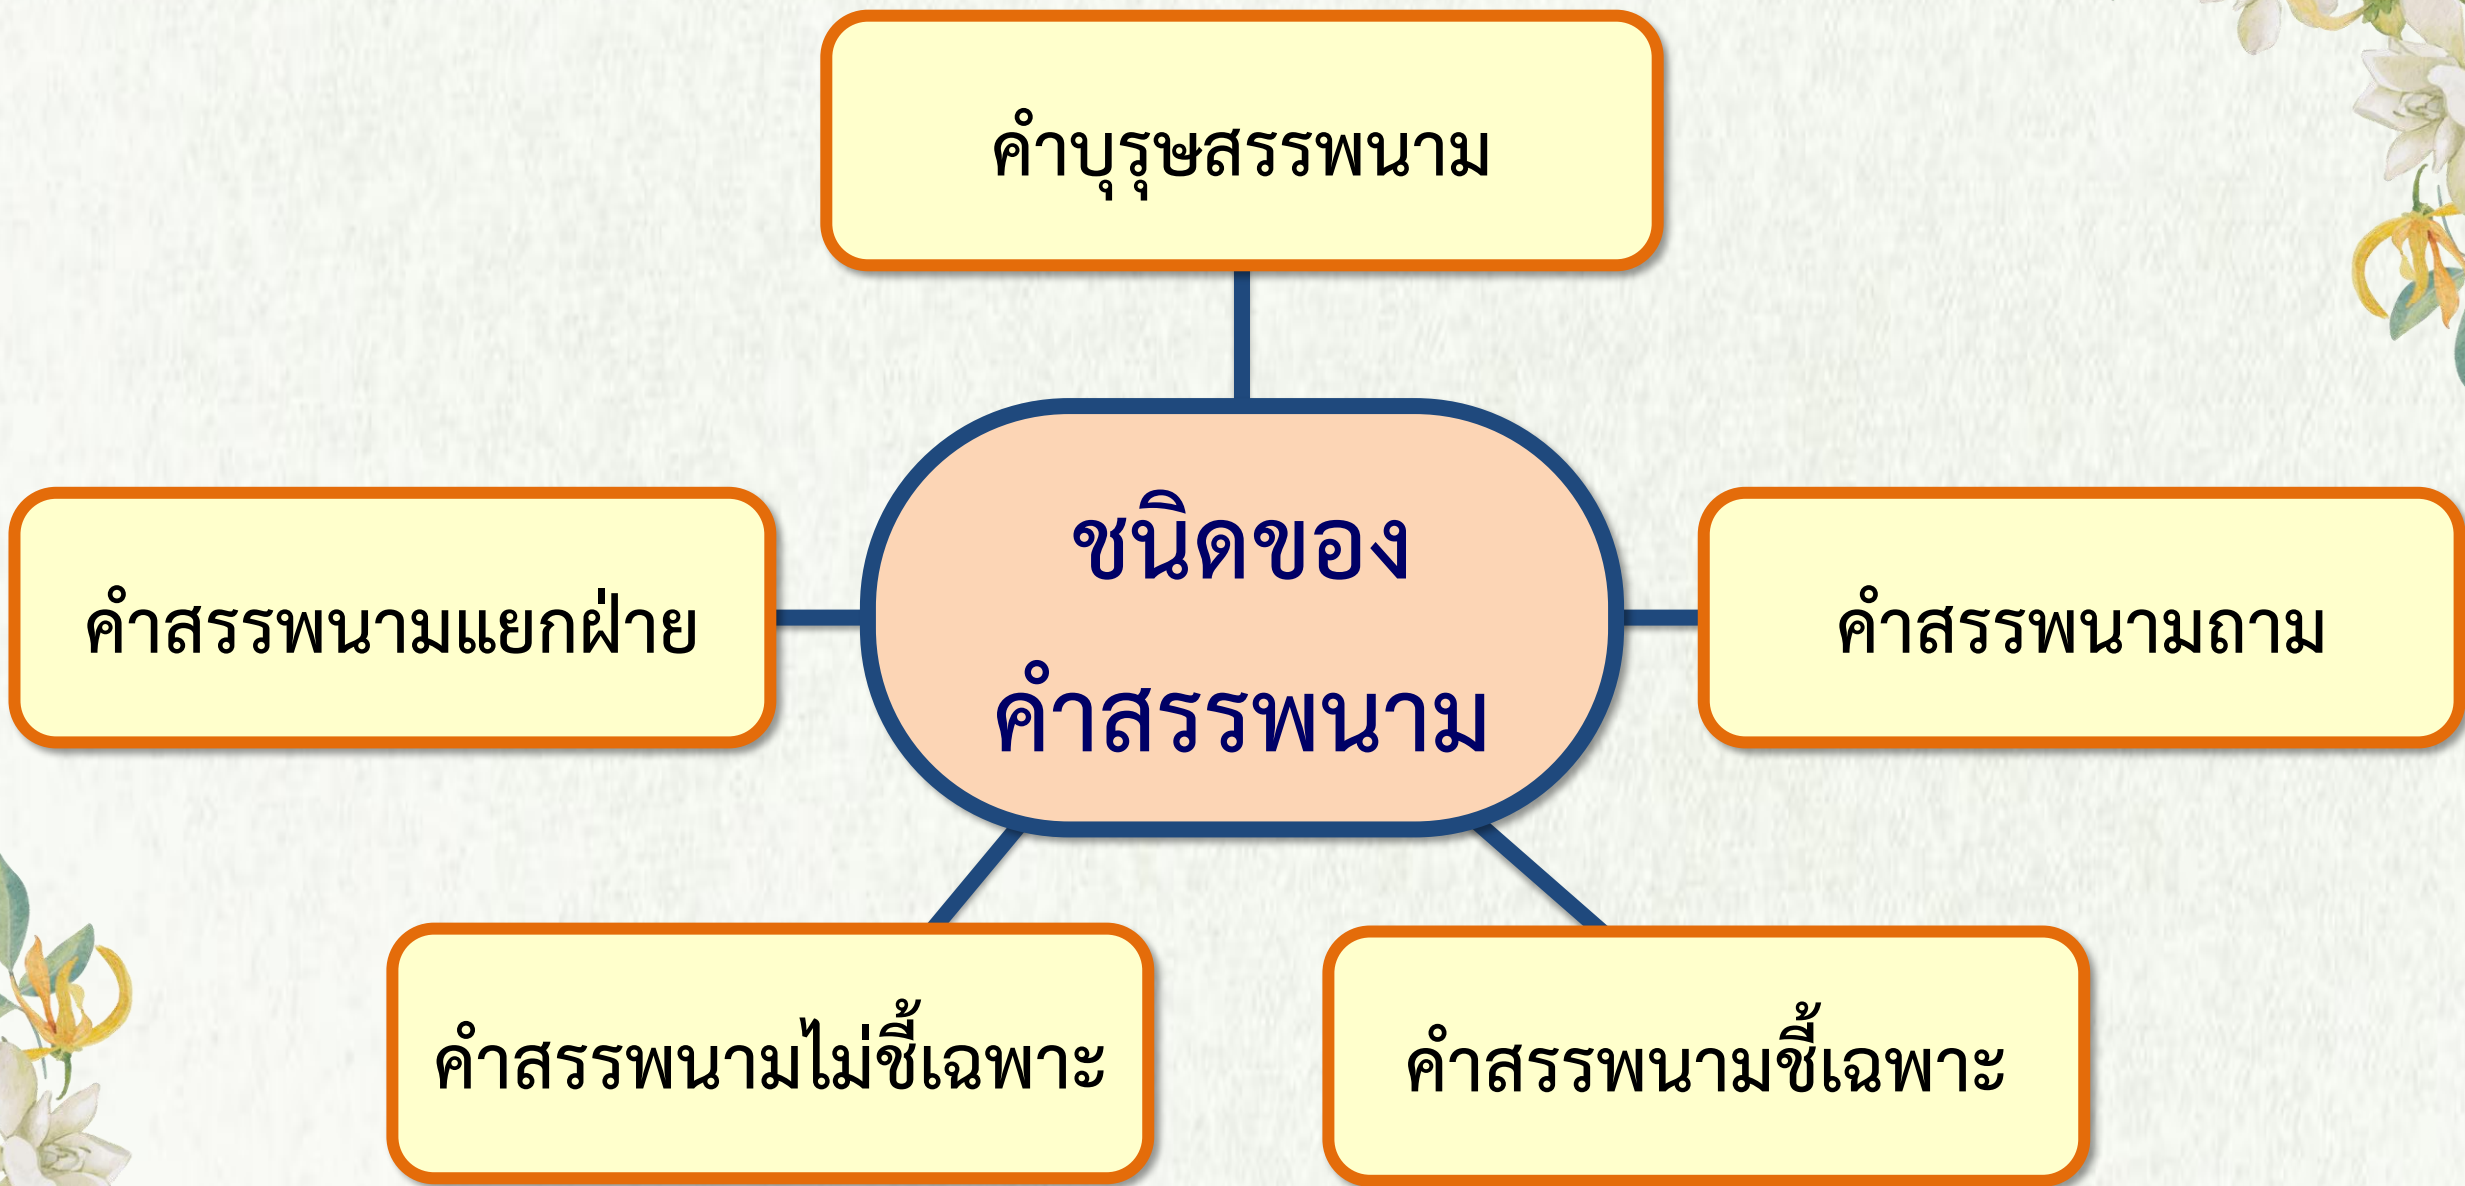 คำบุรุษสรรพนาม
ชนิดของ
คำสรรพนาม
คำสรรพนามแยกฝ่าย
คำสรรพนามถาม
คำสรรพนามไม่ชี้เฉพาะ
คำสรรพนามชี้เฉพาะ